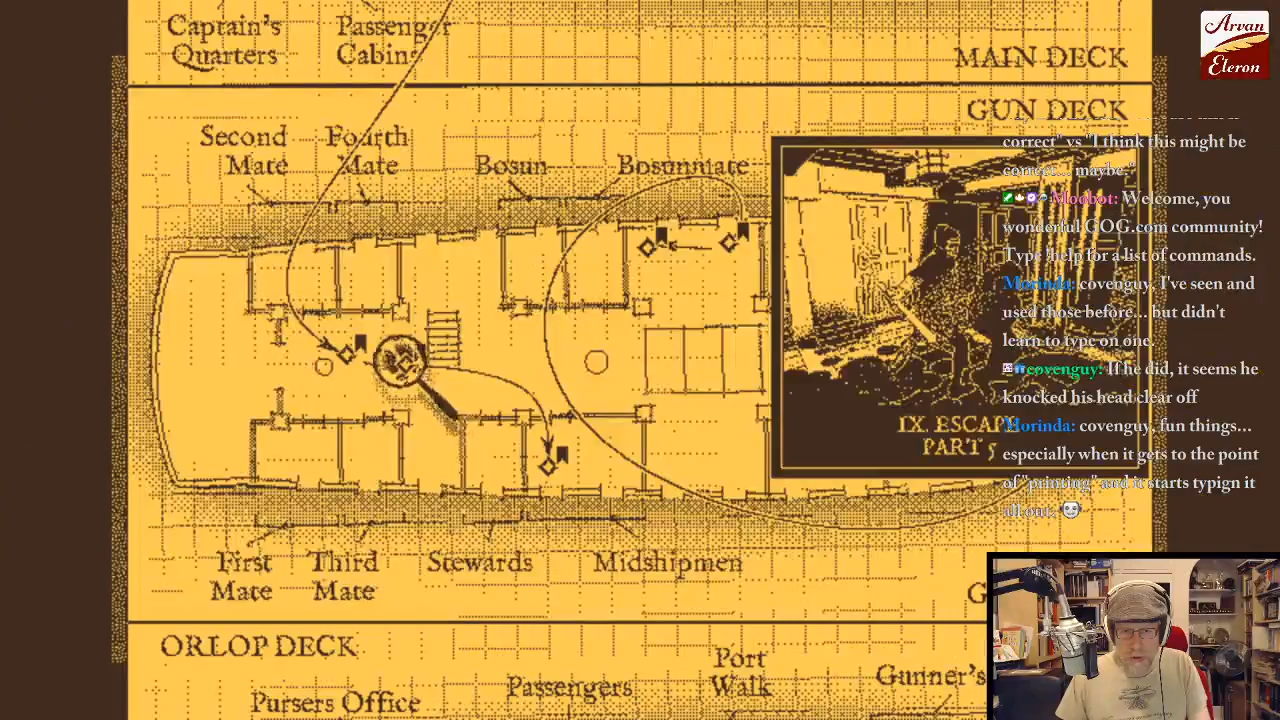 Captain's
Quarters
Passenger
Cabins
MAIN DECK
GUN DECK
Second
Mate
Fourth
Mate
Bosun
Bosunmate
IX. ESCAPE
PART 5
First
Mate
Third
Mate
Stewards
Midshipmen
G
ORLOP DECK
Pursers Office
Passengers
Port
Walk
Gunner's
Arvan
Eleron
correct" vs "I think this might be
correct... maybe."
Moobot: Welcome, you
wonderful GOG.com community!
Type !help for a list of commands.
Morinda: covenguy, I've seen and
used those before... but didn't
learn to type on one.
covenguy: If he did, it seems he
knocked his head clear off
Morinda: covenguy, fun things...
especially when it gets to the point
of "printing" and it starts typign it
all out.